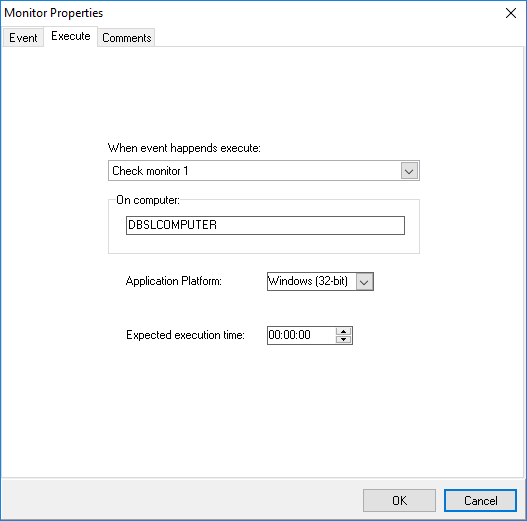 Monitor Properties
Event Execute Comments
When event happends execute:
Check monitor 1
On computer:
DBSLCOMPUTER
Application Platform: Windows (32-bit)
Expected execution time: 00:00:00
OK Cancel